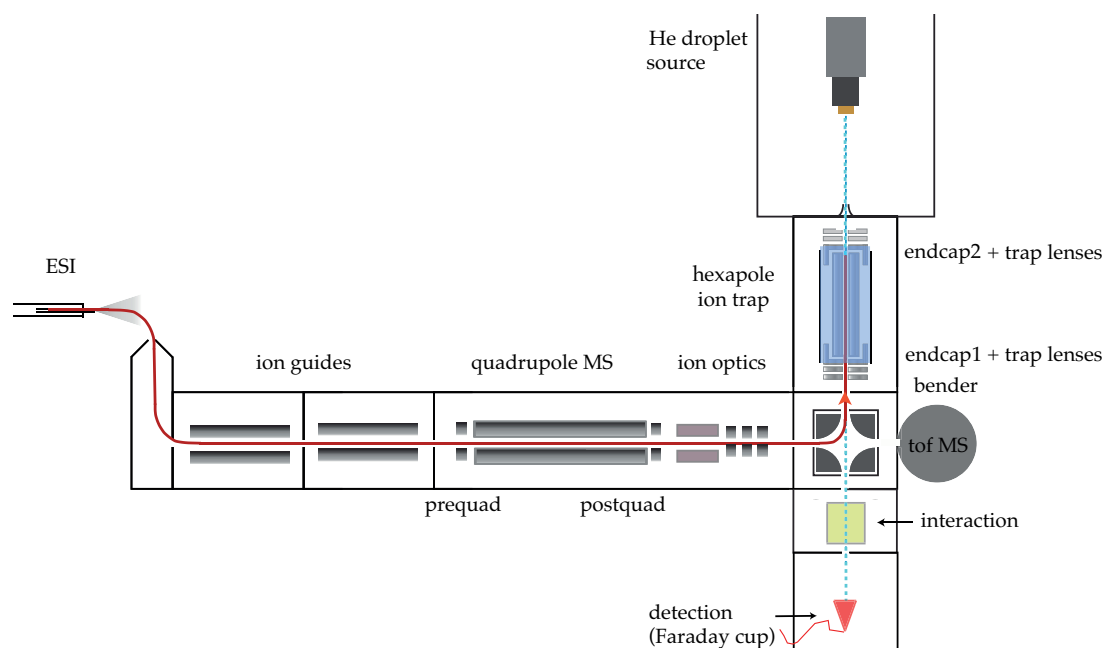 He droplet
source
endcap2 + trap lenses
ESI
hexapole
ion trap
ion guides
quadrupole MS
ion optics
endcap1 + trap lenses
bender
tof MS
prequad
postquad
interaction
detection
(Faraday cup)